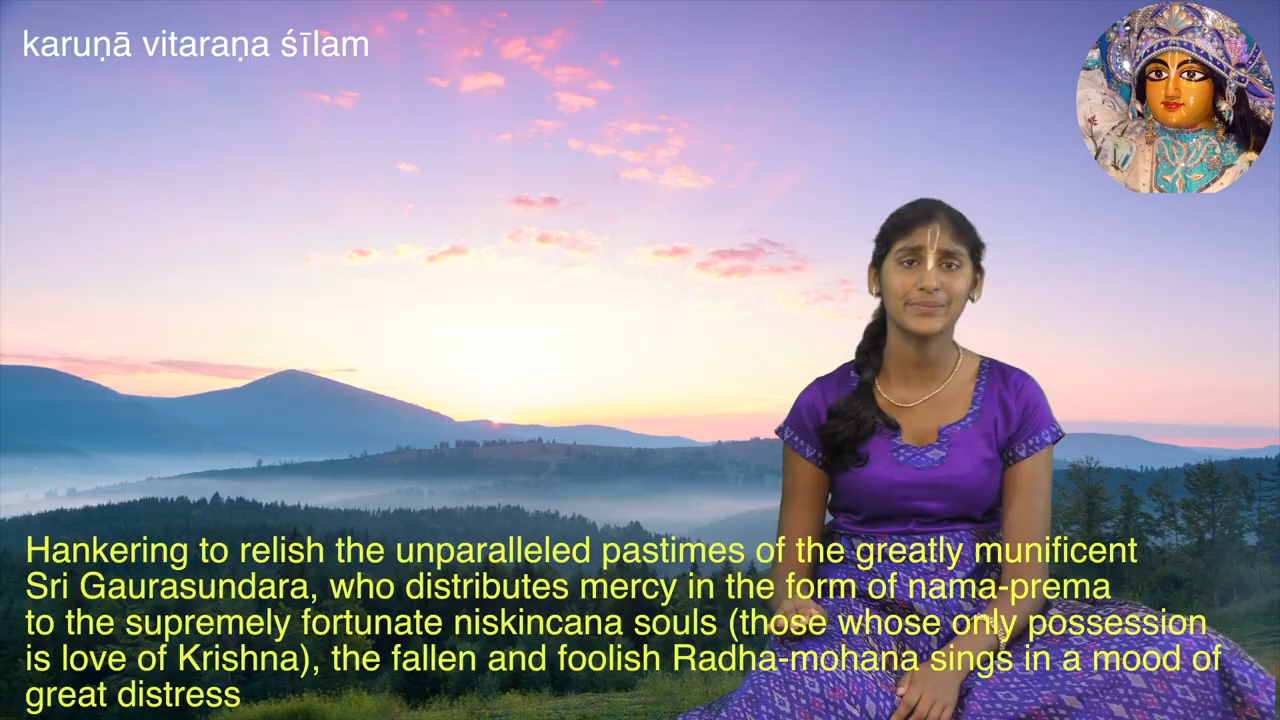 karuṇā vitaraṇa śīlam
Hankering to relish the unparalleled pastimes of the greatly munificent
Sri Gaurasundara, who distributes mercy in the form of nama-prema
to the supremely fortunate niskincana souls (those whose only possession
is love of Krishna), the fallen and foolish Radha-mohana sings in a mood of
great distress